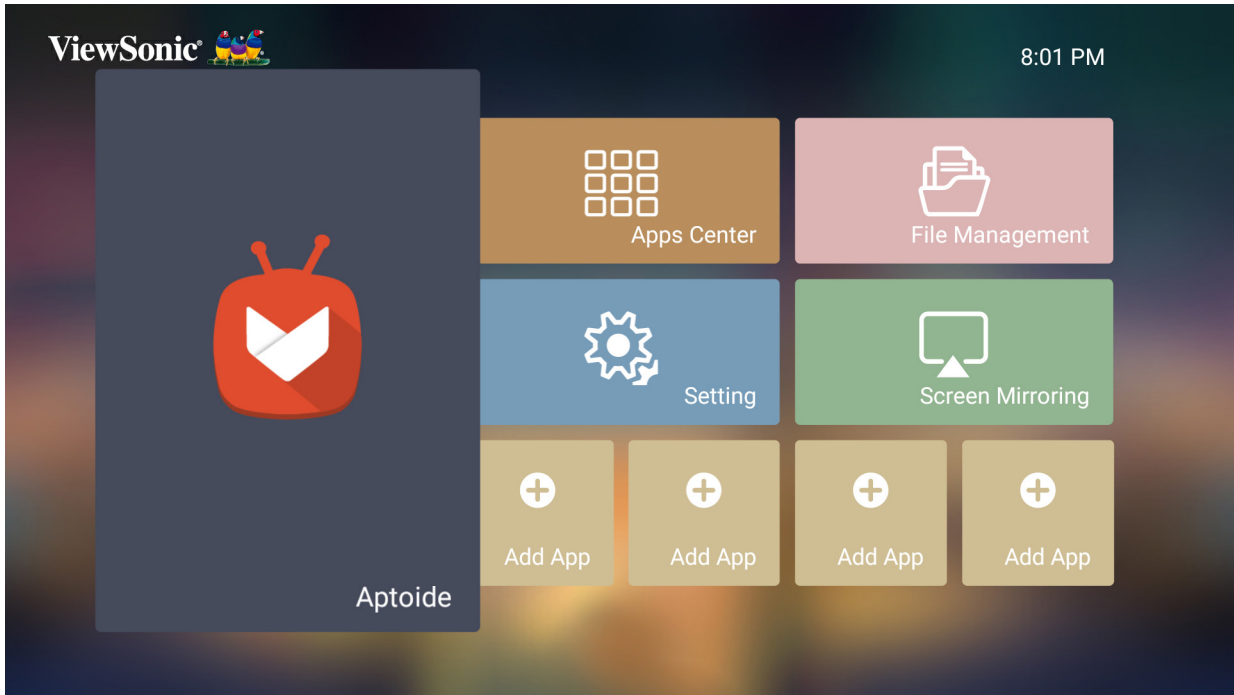 ViewSonic®
8:01 PM
Apps Center
File Management
Setting
Screen Mirroring
Add App
Add App
Add App
Add App
Aptoide